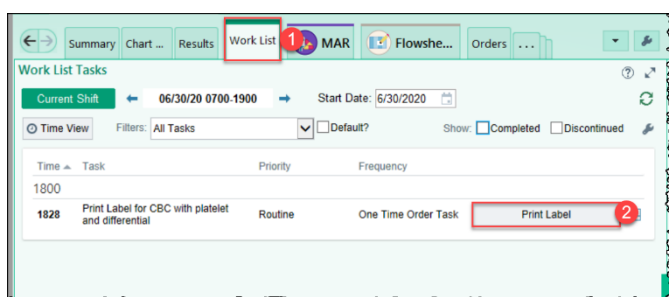 Summary Chart ... Results Work List 1 MAR Flowshe... Orders ...
Work List Tasks
Current Shift 06/30/20 0700-1900 Start Date: 6/30/2020
Time View Filters: All Tasks Default? Show: Completed Discontinued
Time Task Priority Frequency
1800
1828 Print Label for CBC with platelet and differential Routine One Time Order Task Print Label 2